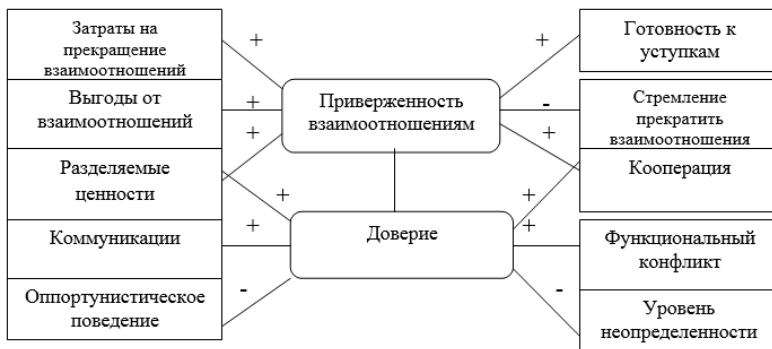 Затраты на
прекращение
взаимоотношений
Выгоды от
взаимоотношений
Разделяемые
ценности
Коммуникации
Оппортунистическое
поведение
+
+
+
+
+
-
Приверженность
взаимоотношениям
Доверие
+
-
+
+
+
-
Готовность к
уступкам
Стремление
прекратить
взаимоотношения
Кооперация
Функциональный
конфликт
Уровень
неопределенности